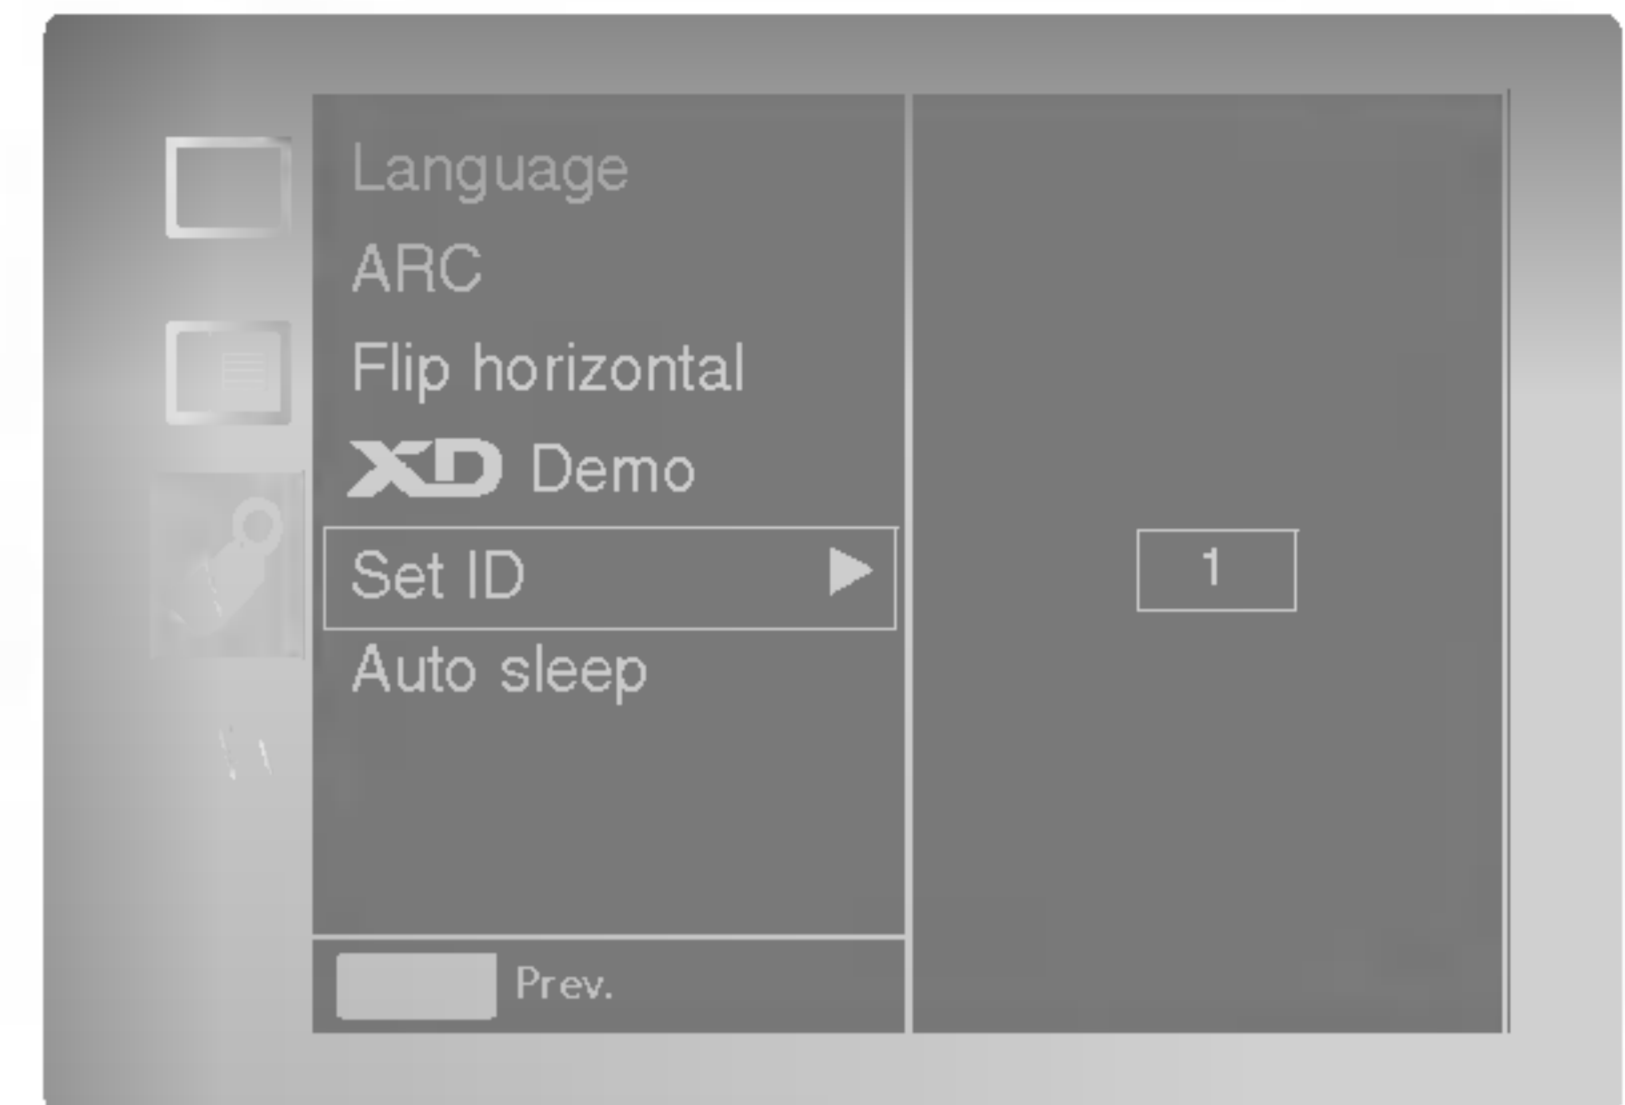 Language
ARC
Flip horizontal
XD Demo
Set ID ▶
1
Auto sleep
Prev.